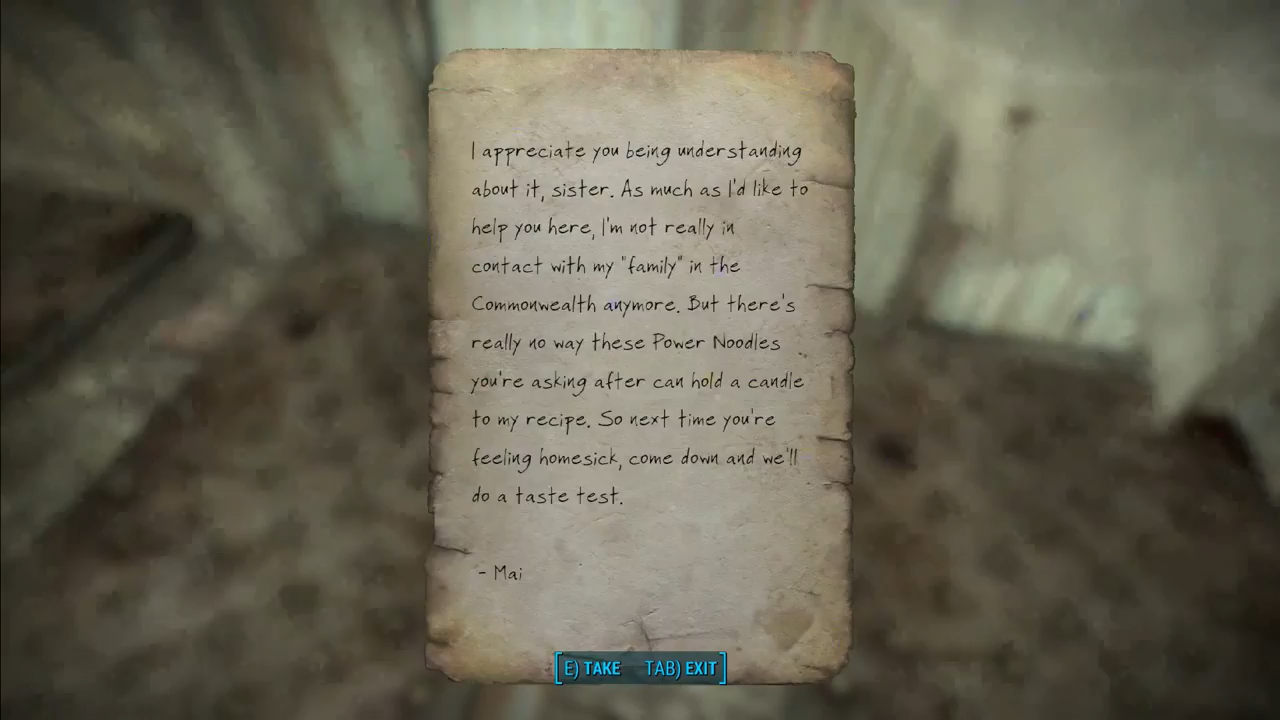 I appreciate you being understanding
about it, sister. As much as I'd like to
help you here, I'm not really in
contact with my "family" in the
Commonwealth anymore. But there's
really no way these Power Noodles
you're asking after can hold a candle
to my recipe. So next time you're
feeling homesick, come down and we'll
do a taste test.
- Mai
E) TAKE TAB) EXIT